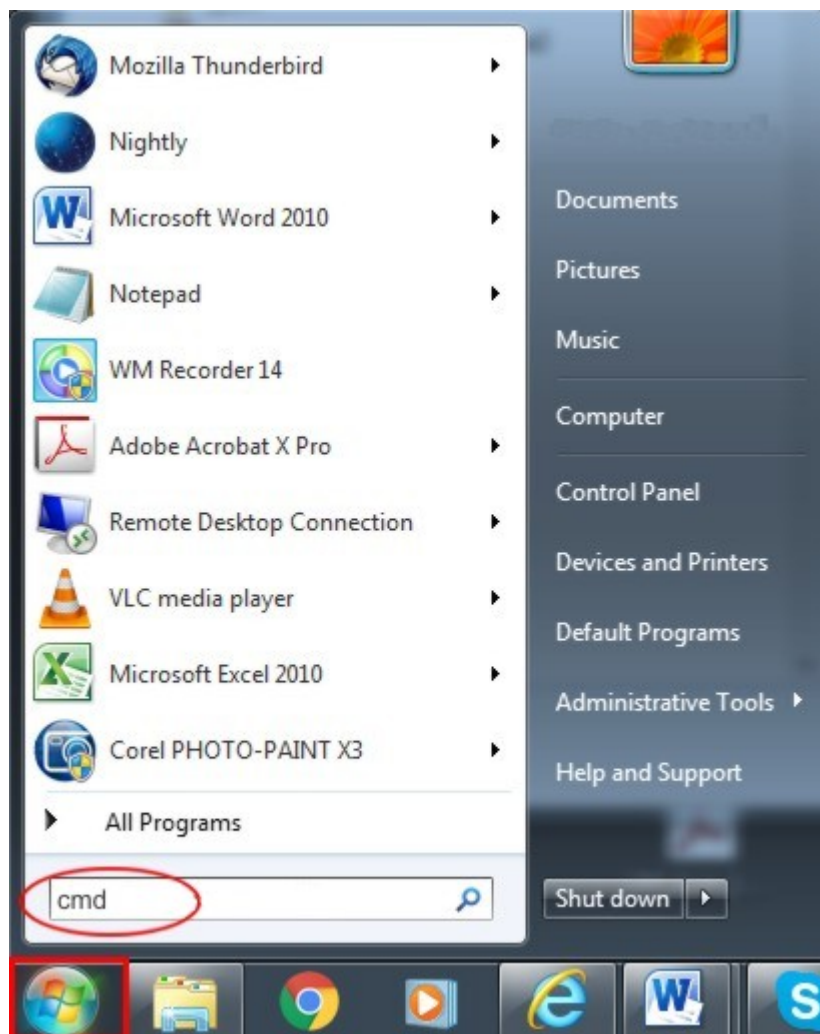 Mozilla Thunderbird
Nightly
Microsoft Word 2010
Notepad
WM Recorder 14
Adobe Acrobat X Pro
Remote Desktop Connection
VLC media player
Microsoft Excel 2010
Corel PHOTO-PAINT X3
All Programs
cmd
Documents
Pictures
Music
Computer
Control Panel
Devices and Printers
Default Programs
Administrative Tools
Help and Support
Shut down